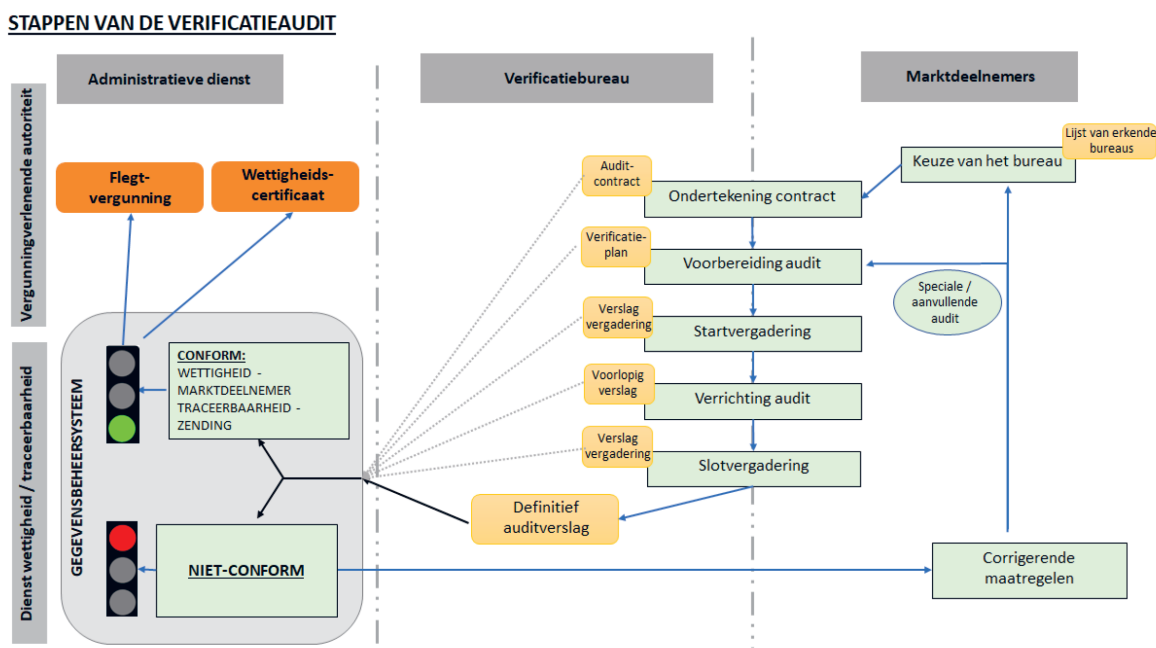 STAPPEN VAN DE VERIFICATIEAUDIT
Administratieve dienst
Verificatiebureau
Marktdeelnemers
Vergunningverlenende autoriteit
Lijst van erkende
bureaus
Keuze van het bureau
Flegt-
vergunning
Wettigheids-
certificaat
Audit-
contract
Ondertekening contract
Verificatie-
plan
Voorbereiding audit
Speciale /
aanvullende
audit
Verslag
vergadering
Startvergadering
Dienst wettigheid / traceerbaarheid
GEGEVENSBEHEERSYSTEEM
CONFORM:
WETTIGHEID -
MARKTDEELNEMER
TRACEERBAARHEID -
ZENDING
Voorlopig
verslag
Verrichting audit
Verslag
vergadering
Slotvergadering
Definitief
auditverslag
NIET-CONFORM
Corrigerende
maatregelen